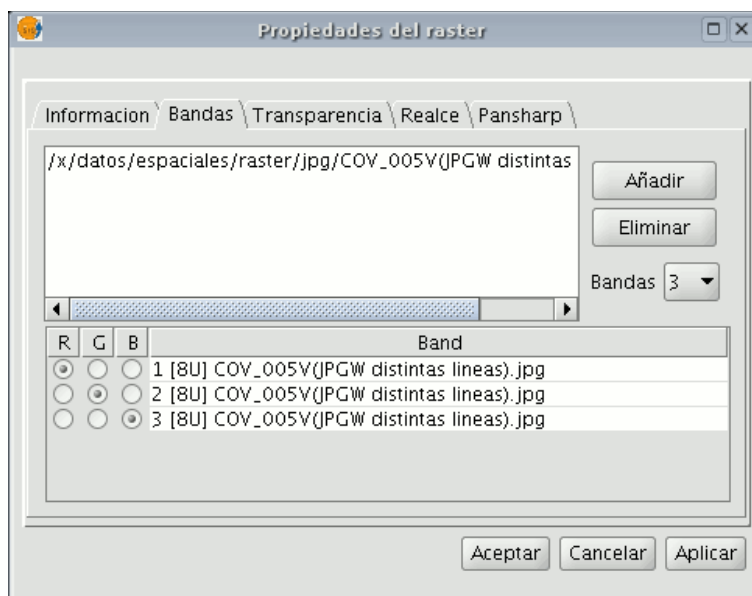 Propiedades del raster
Informacion Bandas Transparencia Realce Pansharp
/x/datos/espaciales/raster/jpg/COV_005V(JPGW distintas
Añadir
Eliminar
Bandas 3
R G B Band
1 [8U] COV_005V(JPGW distintas lineas).jpg
2 [8U] COV_005V(JPGW distintas lineas).jpg
3 [8U] COV_005V(JPGW distintas lineas).jpg
Aceptar Cancelar Aplicar